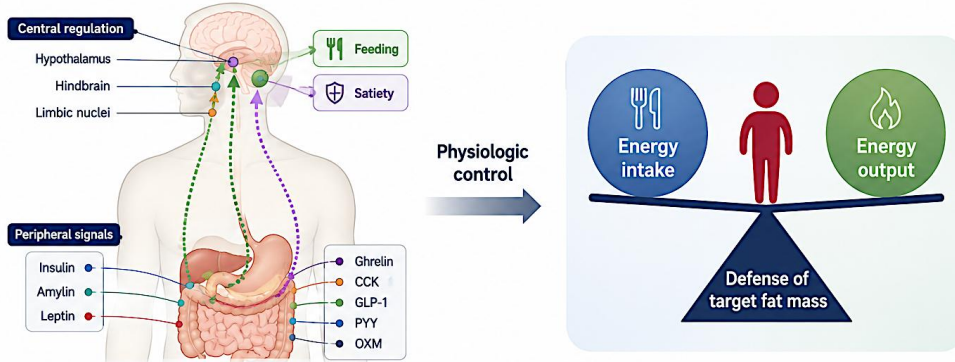 Central regulation
Hypothalamus
Hindbrain
Limbic nuclei
Feeding
Satiety
Peripheral signals
Insulin
Amylin
Leptin
Ghrelin
CCK
GLP-1
PYY
OXM
Physiologic
control
Energy
intake
Energy
output
Defense of
target fat mass